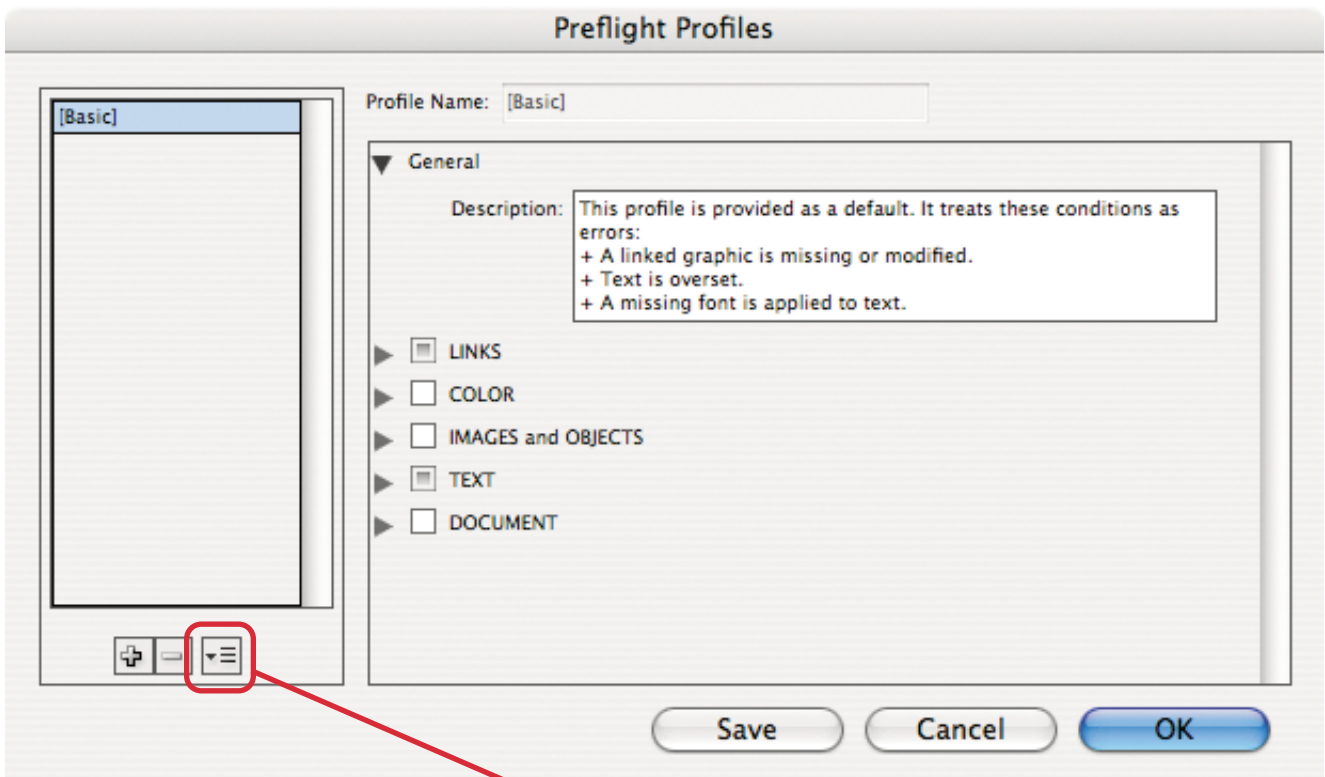 Preflight Profiles
[Basic]
Profile Name: [Basic]
General
Description: This profile is provided as a default. It treats these conditions as
errors:
+ A linked graphic is missing or modified.
+ Text is overset.
+ A missing font is applied to text.
LINKS
COLOR
IMAGES and OBJECTS
TEXT
DOCUMENT
Save Cancel OK